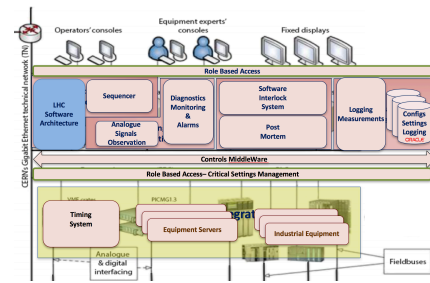 Operators' consoles
Equipment experts'
consoles
Fixed displays
CERN's Gigabit Ethernet technical network (TN)
Role Based Access
LHC
Software
Architecture
Sequencer
Analogue
Signals
Observation
Diagnostics
Monitoring
& Alarms
Software
Interlock
System
Post
Mortem
Logging
Measurements
Configs
Settings
Logging
ORACLE
Controls MiddleWare
Role Based Access– Critical Settings Management
PICMG1.3
Timing
System
Equipment Servers
Industrial Equipment
Analogue
& digital
interfacing
Fieldbuses